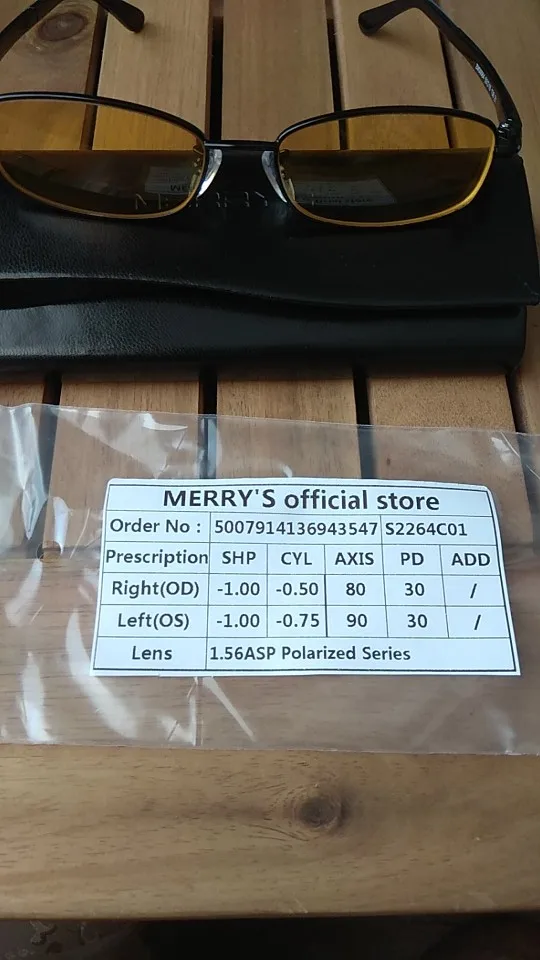 MERRY'S official store
Order No : 5007914136943547 S2264C01
Prescription SHP CYL AXIS PD ADD
Right(OD) -1.00 -0.50 80 30 /
Left(OS) -1.00 -0.75 90 30 /
Lens 1.56ASP Polarized Series